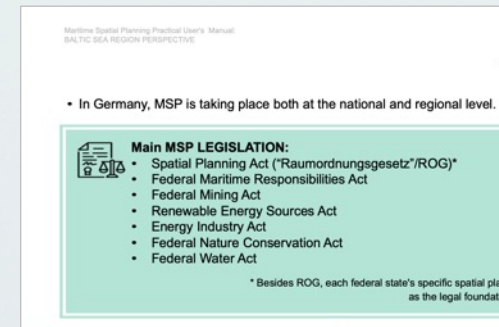 Maritime Spatial Planning Practical User's Manual:
BALTIC SEA REGION PERSPECTIVE
• In Germany, MSP is taking place both at the national and regional level.
Main MSP LEGISLATION:
• Spatial Planning Act ("Raumordnungsgesetz"/ROG)*
• Federal Maritime Responsibilities Act
• Federal Mining Act
• Renewable Energy Sources Act
• Energy Industry Act
• Federal Nature Conservation Act
• Federal Water Act
* Besides ROG, each federal state's specific spatial
as the legal